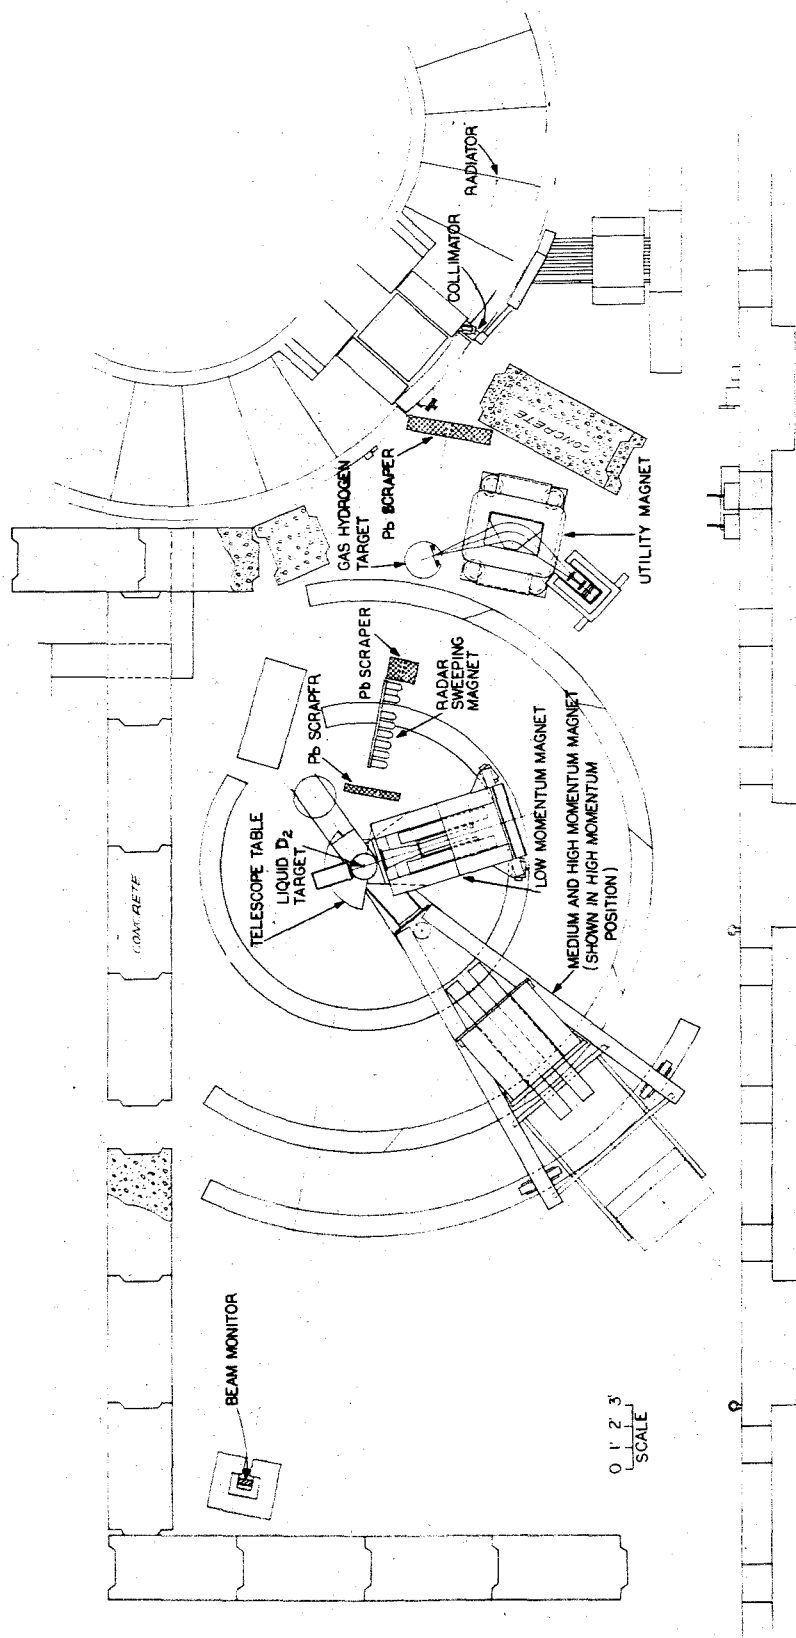 RADIATOR
COLLIMATOR
CONCRETE
Pb SCRAPER
GAS HYDROGEN
TARGET
UTILITY MAGNET
Pb SCRAPER
RADAR
SWEEPING
MAGNET
Pb SCRAPER
LOW MOMENTUM MAGNET
TELESCOPE TABLE
LIQUID D2
TARGET
MEDIUM AND HIGH MOMENTUM MAGNET
(SHOWN IN HIGH MOMENTUM
POSITION)
CONCRETE
BEAM MONITOR
0 1' 2' 3'
SCALE